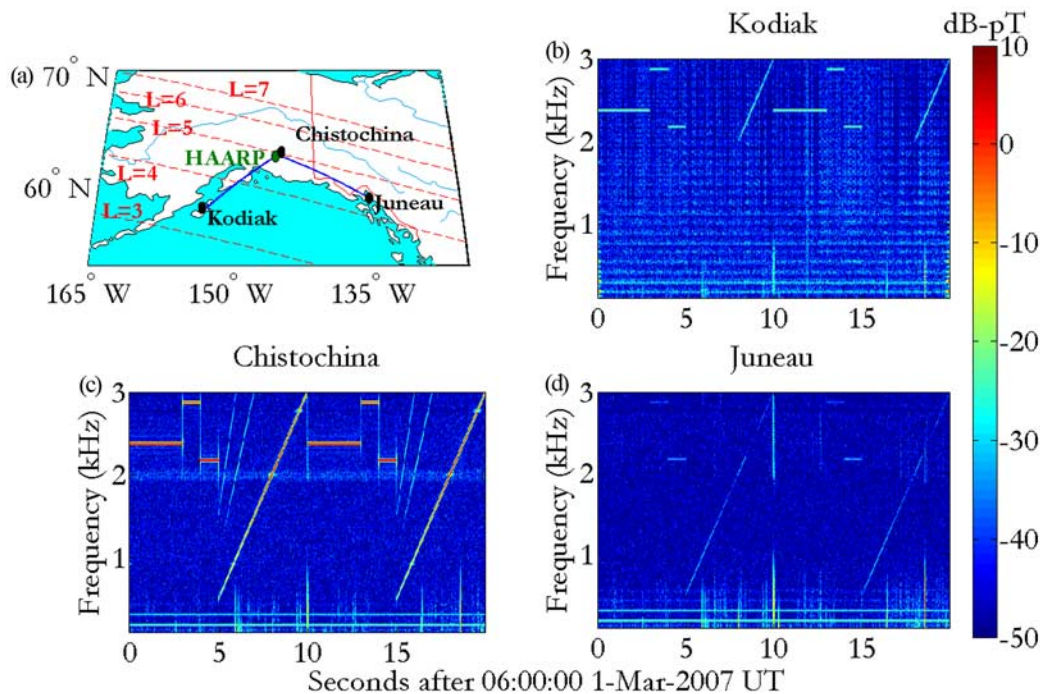 (a)
70° N
60° N
165° W
150° W
135° W
L=7
L=6
L=5
L=4
L=3
Chistochina
HAARP
Kodiak
Juneau
Kodiak
(b)
Frequency (kHz)
3
2
1
0 5 10 15
dB-pT
10
0
-10
-20
-30
-40
-50
Chistochina
(c)
Frequency (kHz)
3
2
1
0 5 10 15
Juneau
(d)
Frequency (kHz)
3
2
1
0 5 10 15
Seconds after 06:00:00 1-Mar-2007 UT